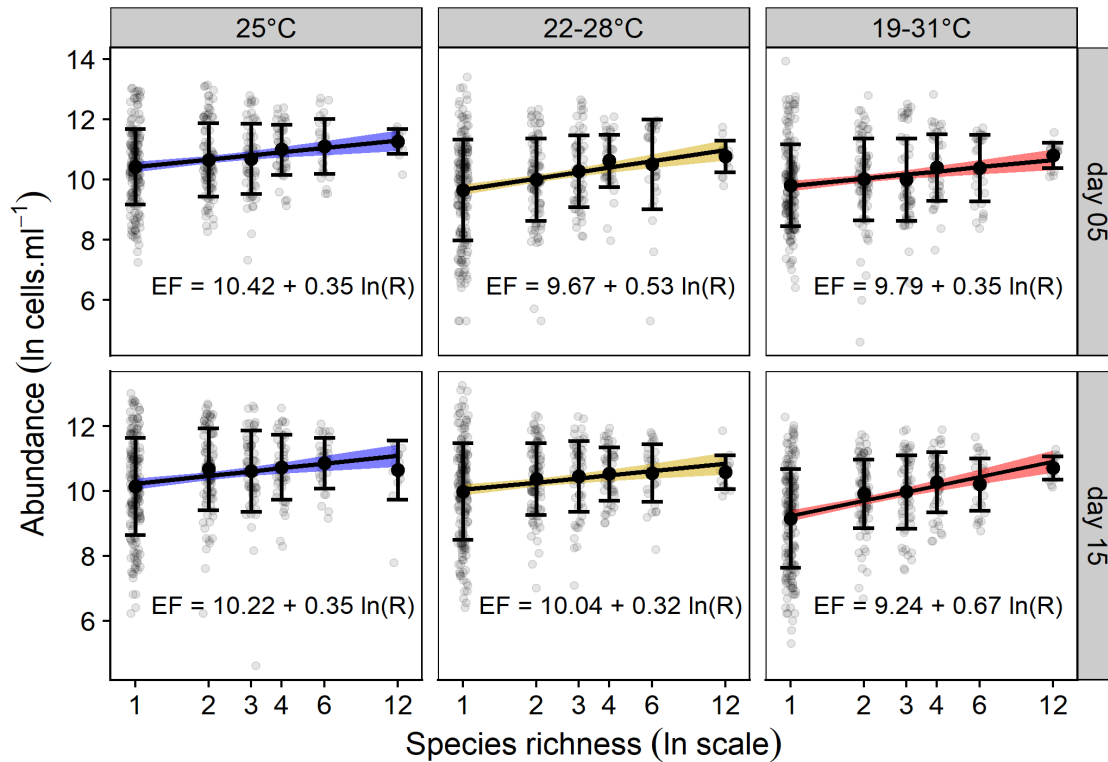 25°C 22-28°C 19-31°C
Abundance (ln cells.ml⁻¹)
14
12
10
8
6
EF = 10.42 + 0.35 ln(R) EF = 9.67 + 0.53 ln(R) EF = 9.79 + 0.35 ln(R)
day 05
12
10
8
6
EF = 10.22 + 0.35 ln(R) EF = 10.04 + 0.32 ln(R) EF = 9.24 + 0.67 ln(R)
day 15
1 2 3 4 6 12 1 2 3 4 6 12 1 2 3 4 6 12
Species richness (ln scale)